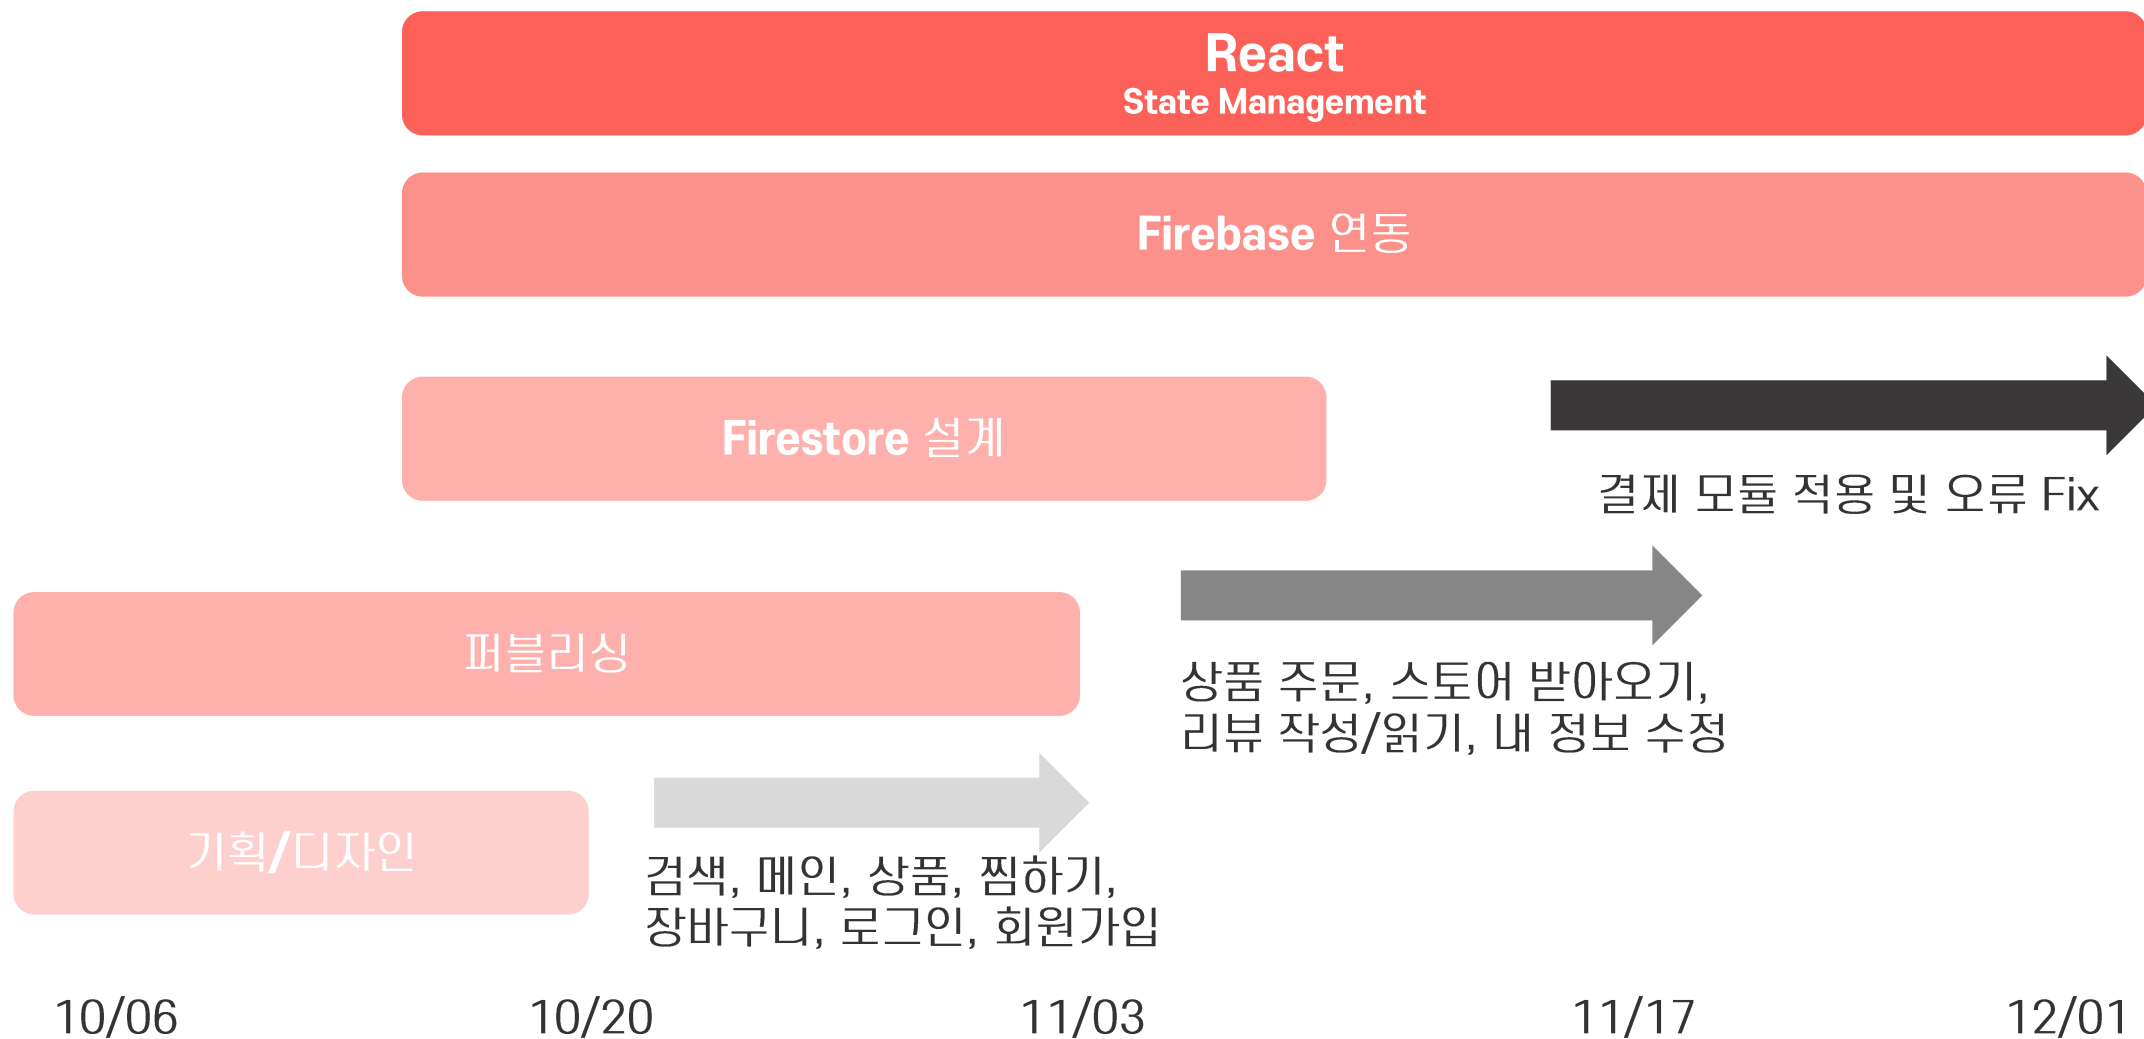 React
State Management
Firebase 연동
Firestore 설계
결제 모듈 적용 및 오류 Fix
퍼블리싱
상품 주문, 스토어 받아오기,
리뷰 작성/읽기, 내 정보 수정
기획/디자인
검색, 메인, 상품, 찜하기,
장바구니, 로그인, 회원가입
10/06
10/20
11/03
11/17
12/01